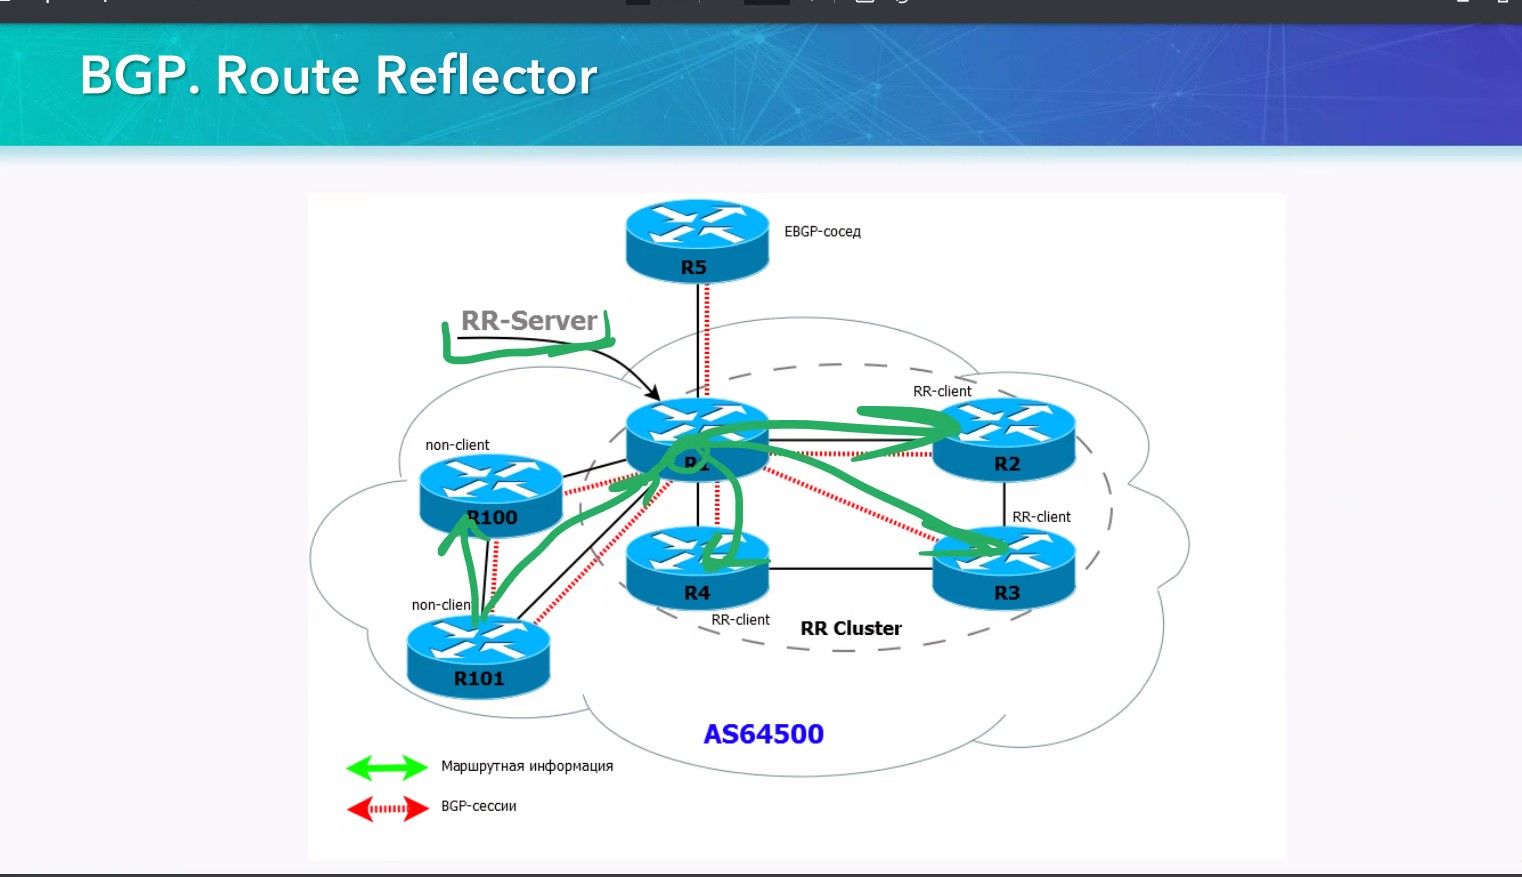 BGP. Route Reflector
R5
EBGP-сосед
RR-Server
RR-client
non-client
R1
R2
R100
RR-client
R4
R3
non-client
RR-client
RR Cluster
R101
AS64500
Маршрутная информация
BGP-сессии